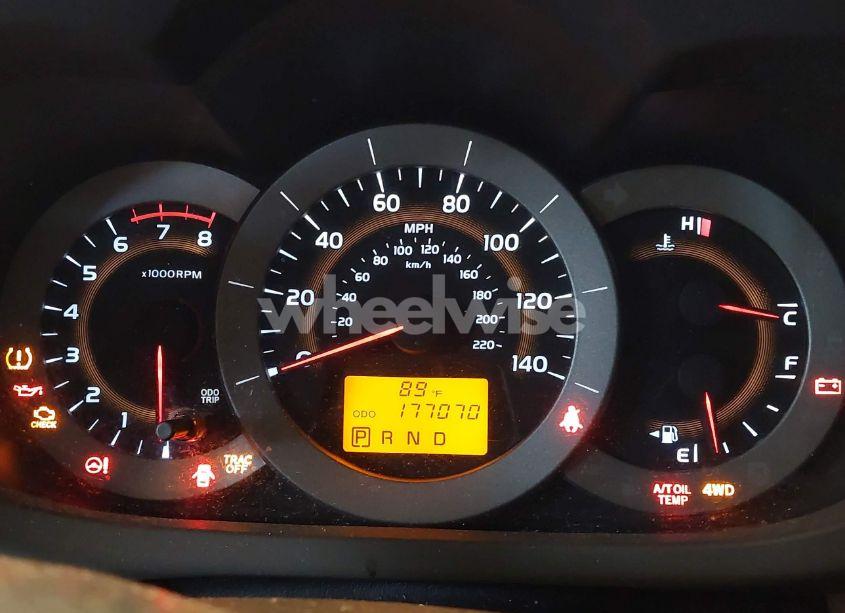 1
2
3
4
5
6
7
8
x1000RPM
ODO
TRIP
CHECK
TRAC
OFF
0
20
40
60
80
100
120
140
MPH
20
40
60
80
100
120
140
160
180
200
220
km/h
wheelwise
89°F
ODO 177070
P R N D
H
C
F
E
A/T OIL
TEMP
4WD